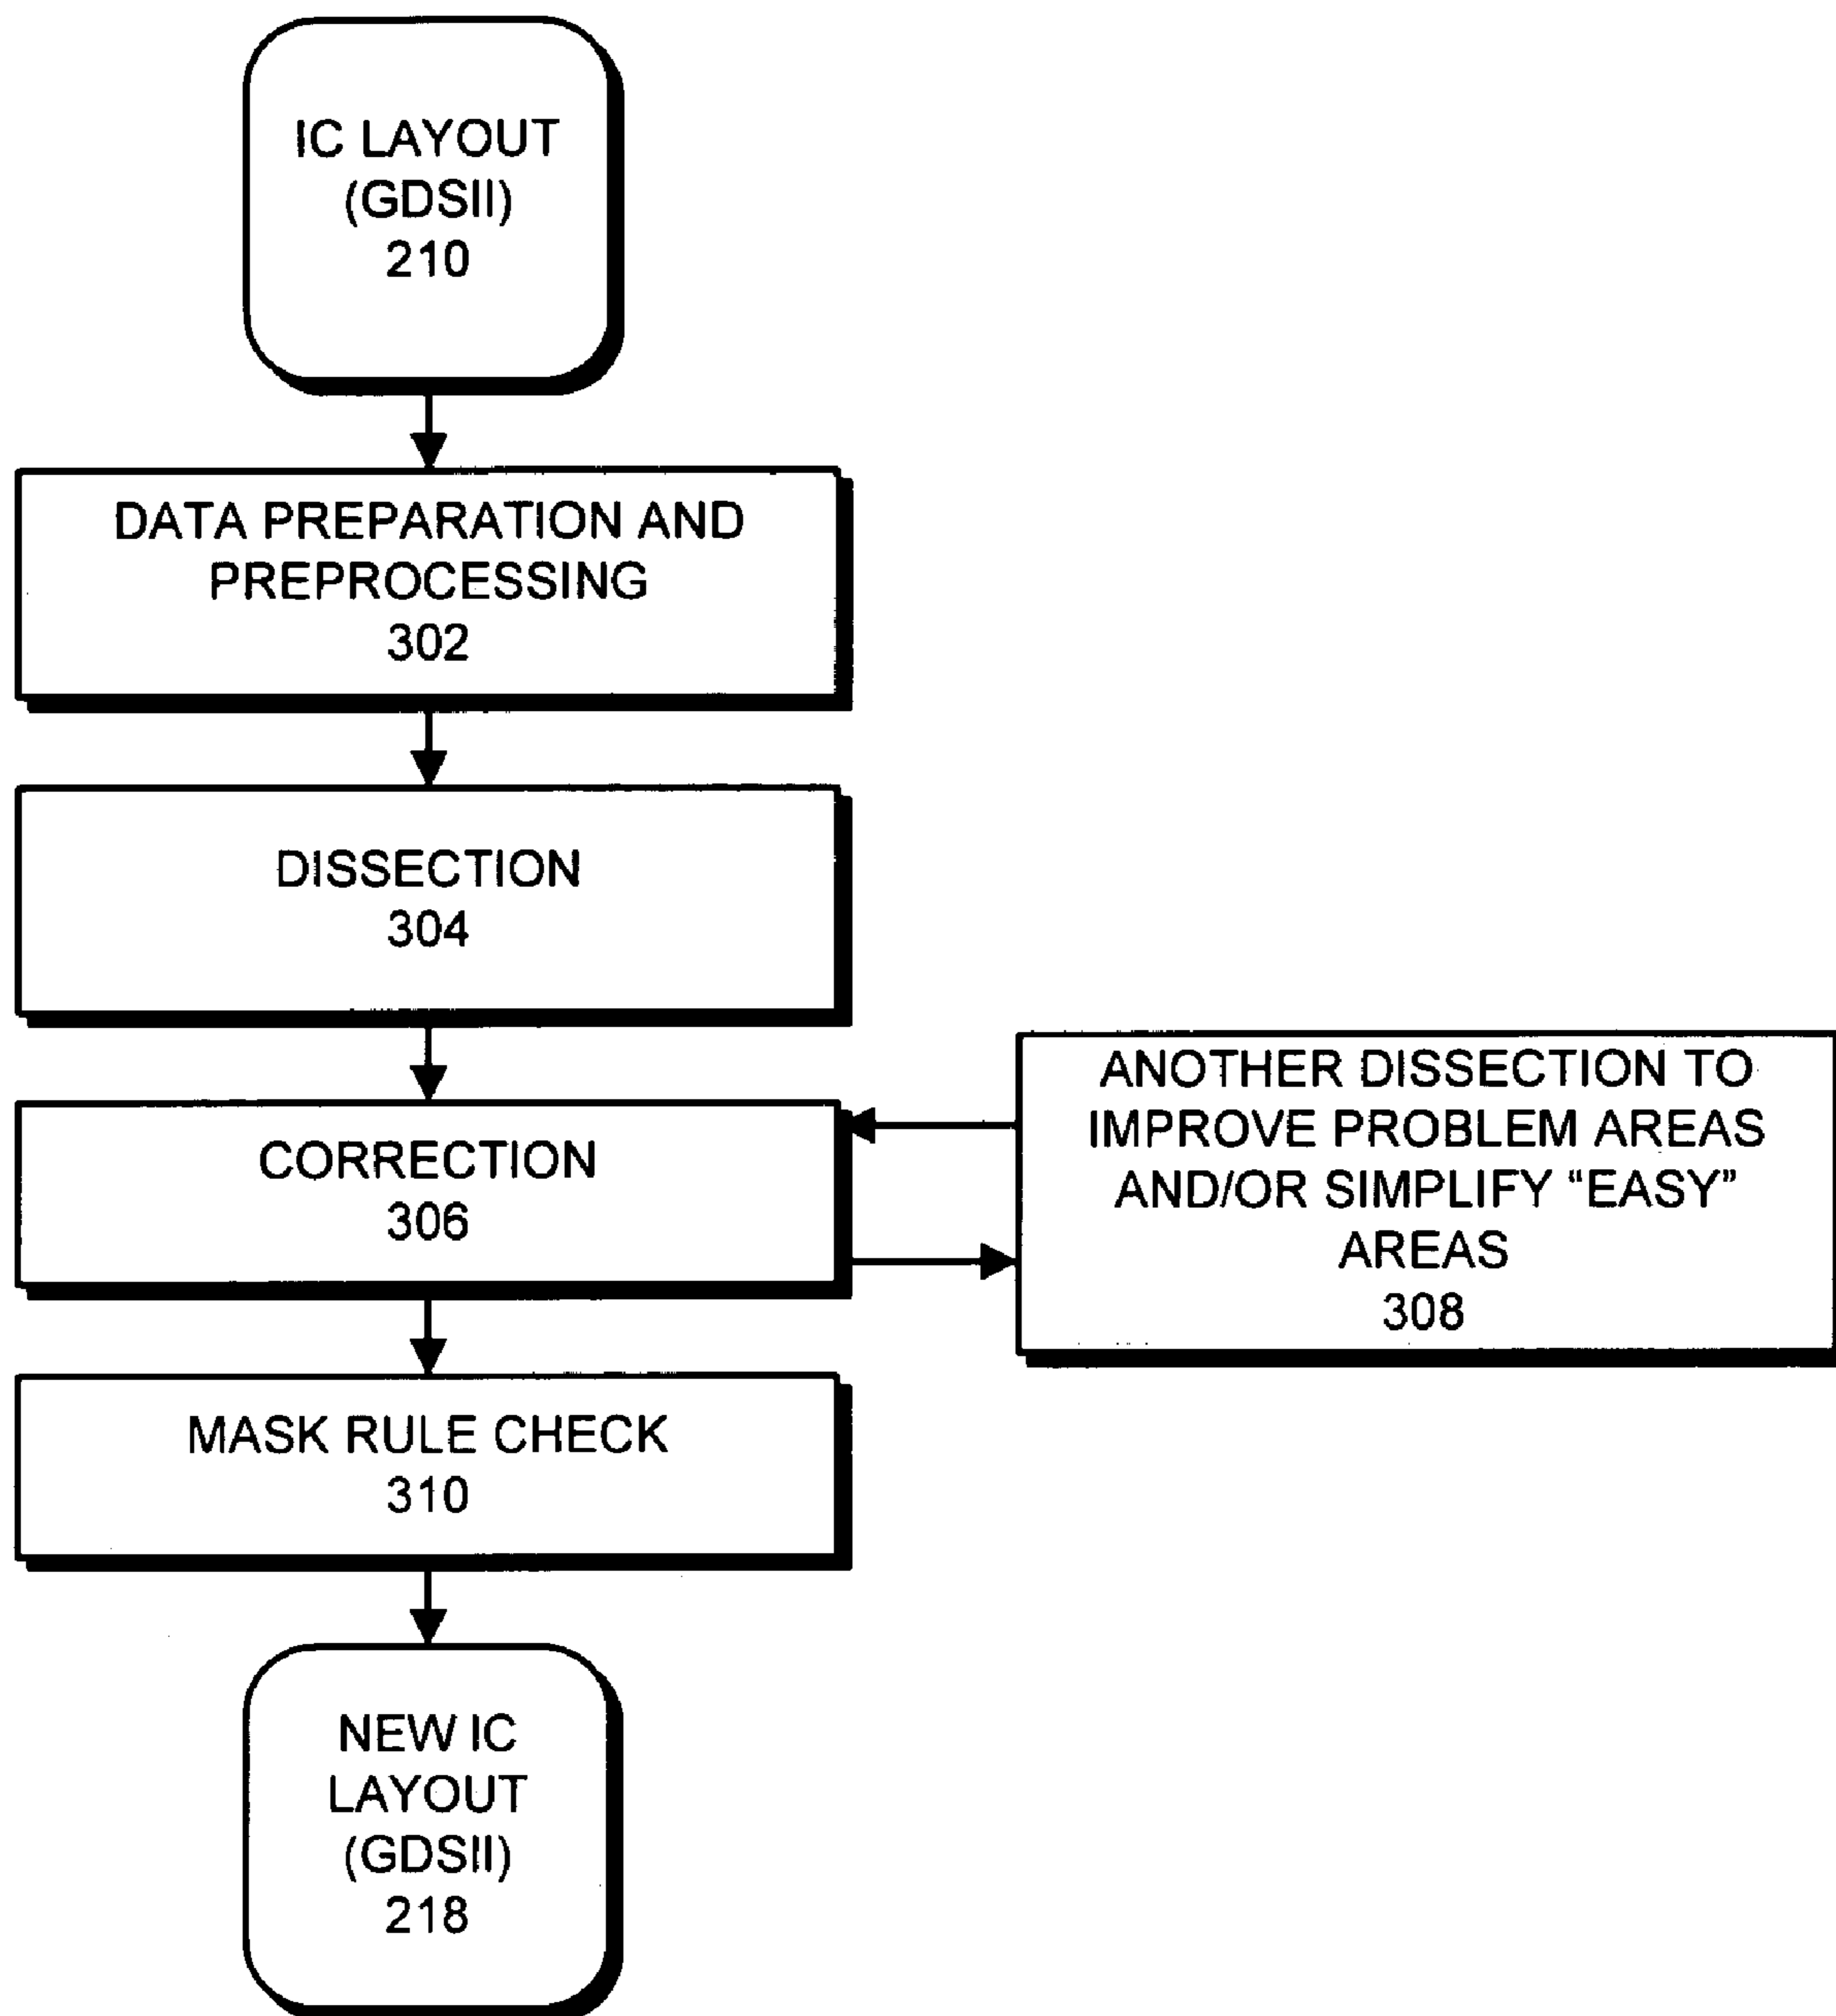 IC LAYOUT
(GDSII)
210
DATA PREPARATION AND
PREPROCESSING
302
DISSECTION
304
CORRECTION
306
ANOTHER DISSECTION TO
IMPROVE PROBLEM AREAS
AND/OR SIMPLIFY “EASY”
AREAS
308
MASK RULE CHECK
310
NEW IC
LAYOUT
(GDSII)
218